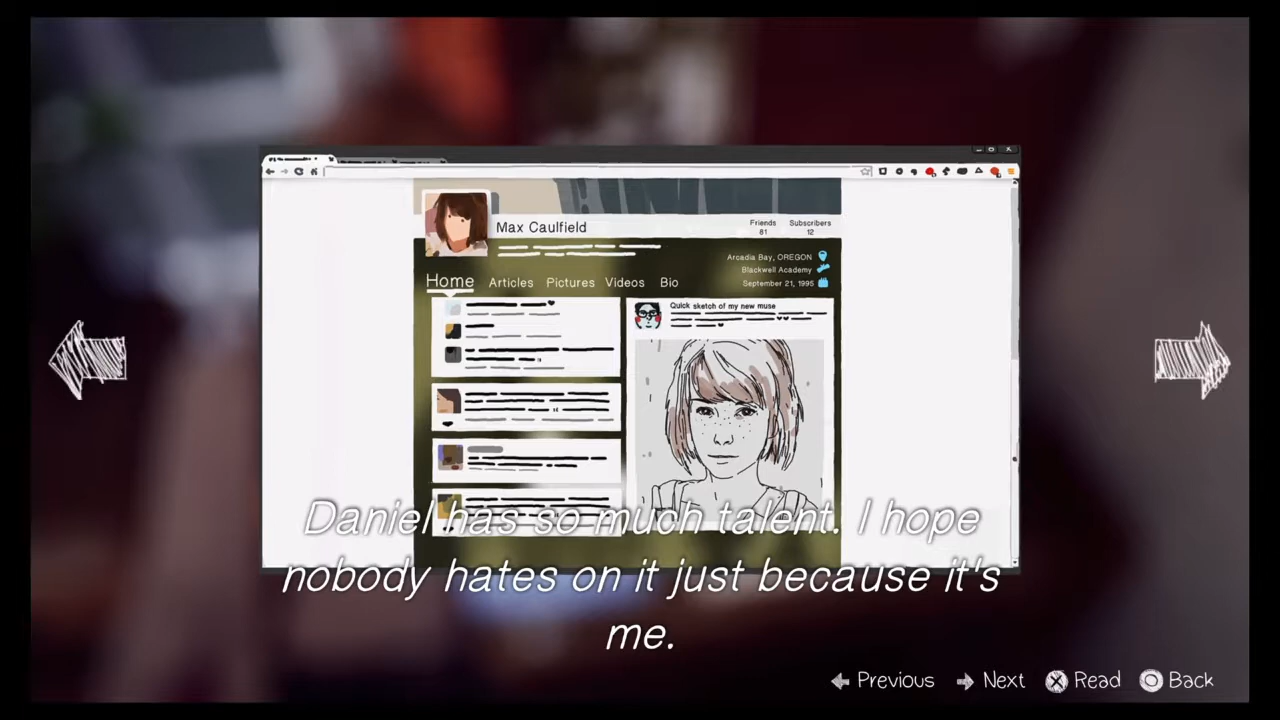 Max Caulfield
Friends
81
Subscribers
12
Arcadia Bay, OREGON
Blackwell Academy
September 21, 1995
Home Articles Pictures Videos Bio
Quick sketch of my new muse
Daniel has so much talent. I hope
nobody hates on it just because it's
me.
Previous Next Read Back